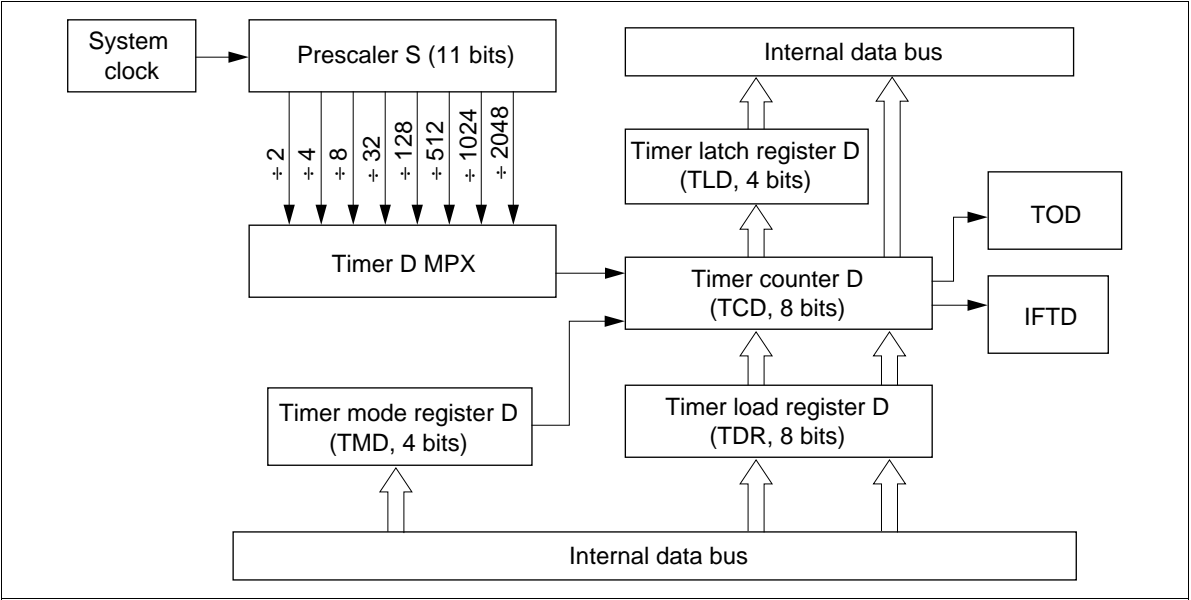 System
clock
Prescaler S (11 bits)
Internal data bus
÷ 2
÷ 4
÷ 8
÷ 32
÷ 128
÷ 512
÷ 1024
÷ 2048
Timer latch register D
(TLD, 4 bits)
TOD
Timer D MPX
Timer counter D
(TCD, 8 bits)
IFTD
Timer mode register D
(TMD, 4 bits)
Timer load register D
(TDR, 8 bits)
Internal data bus